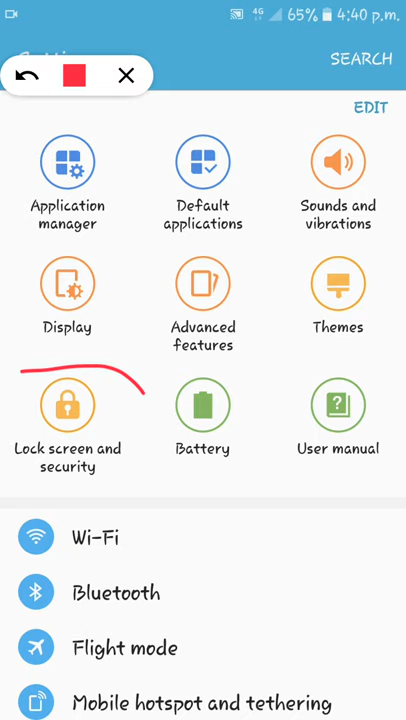 4G 65% 4:40 p.m.
SEARCH
EDIT
Application manager
Default applications
Sounds and vibrations
Display
Advanced features
Themes
Lock screen and security
Battery
User manual
Wi-Fi
Bluetooth
Flight mode
Mobile hotspot and tethering